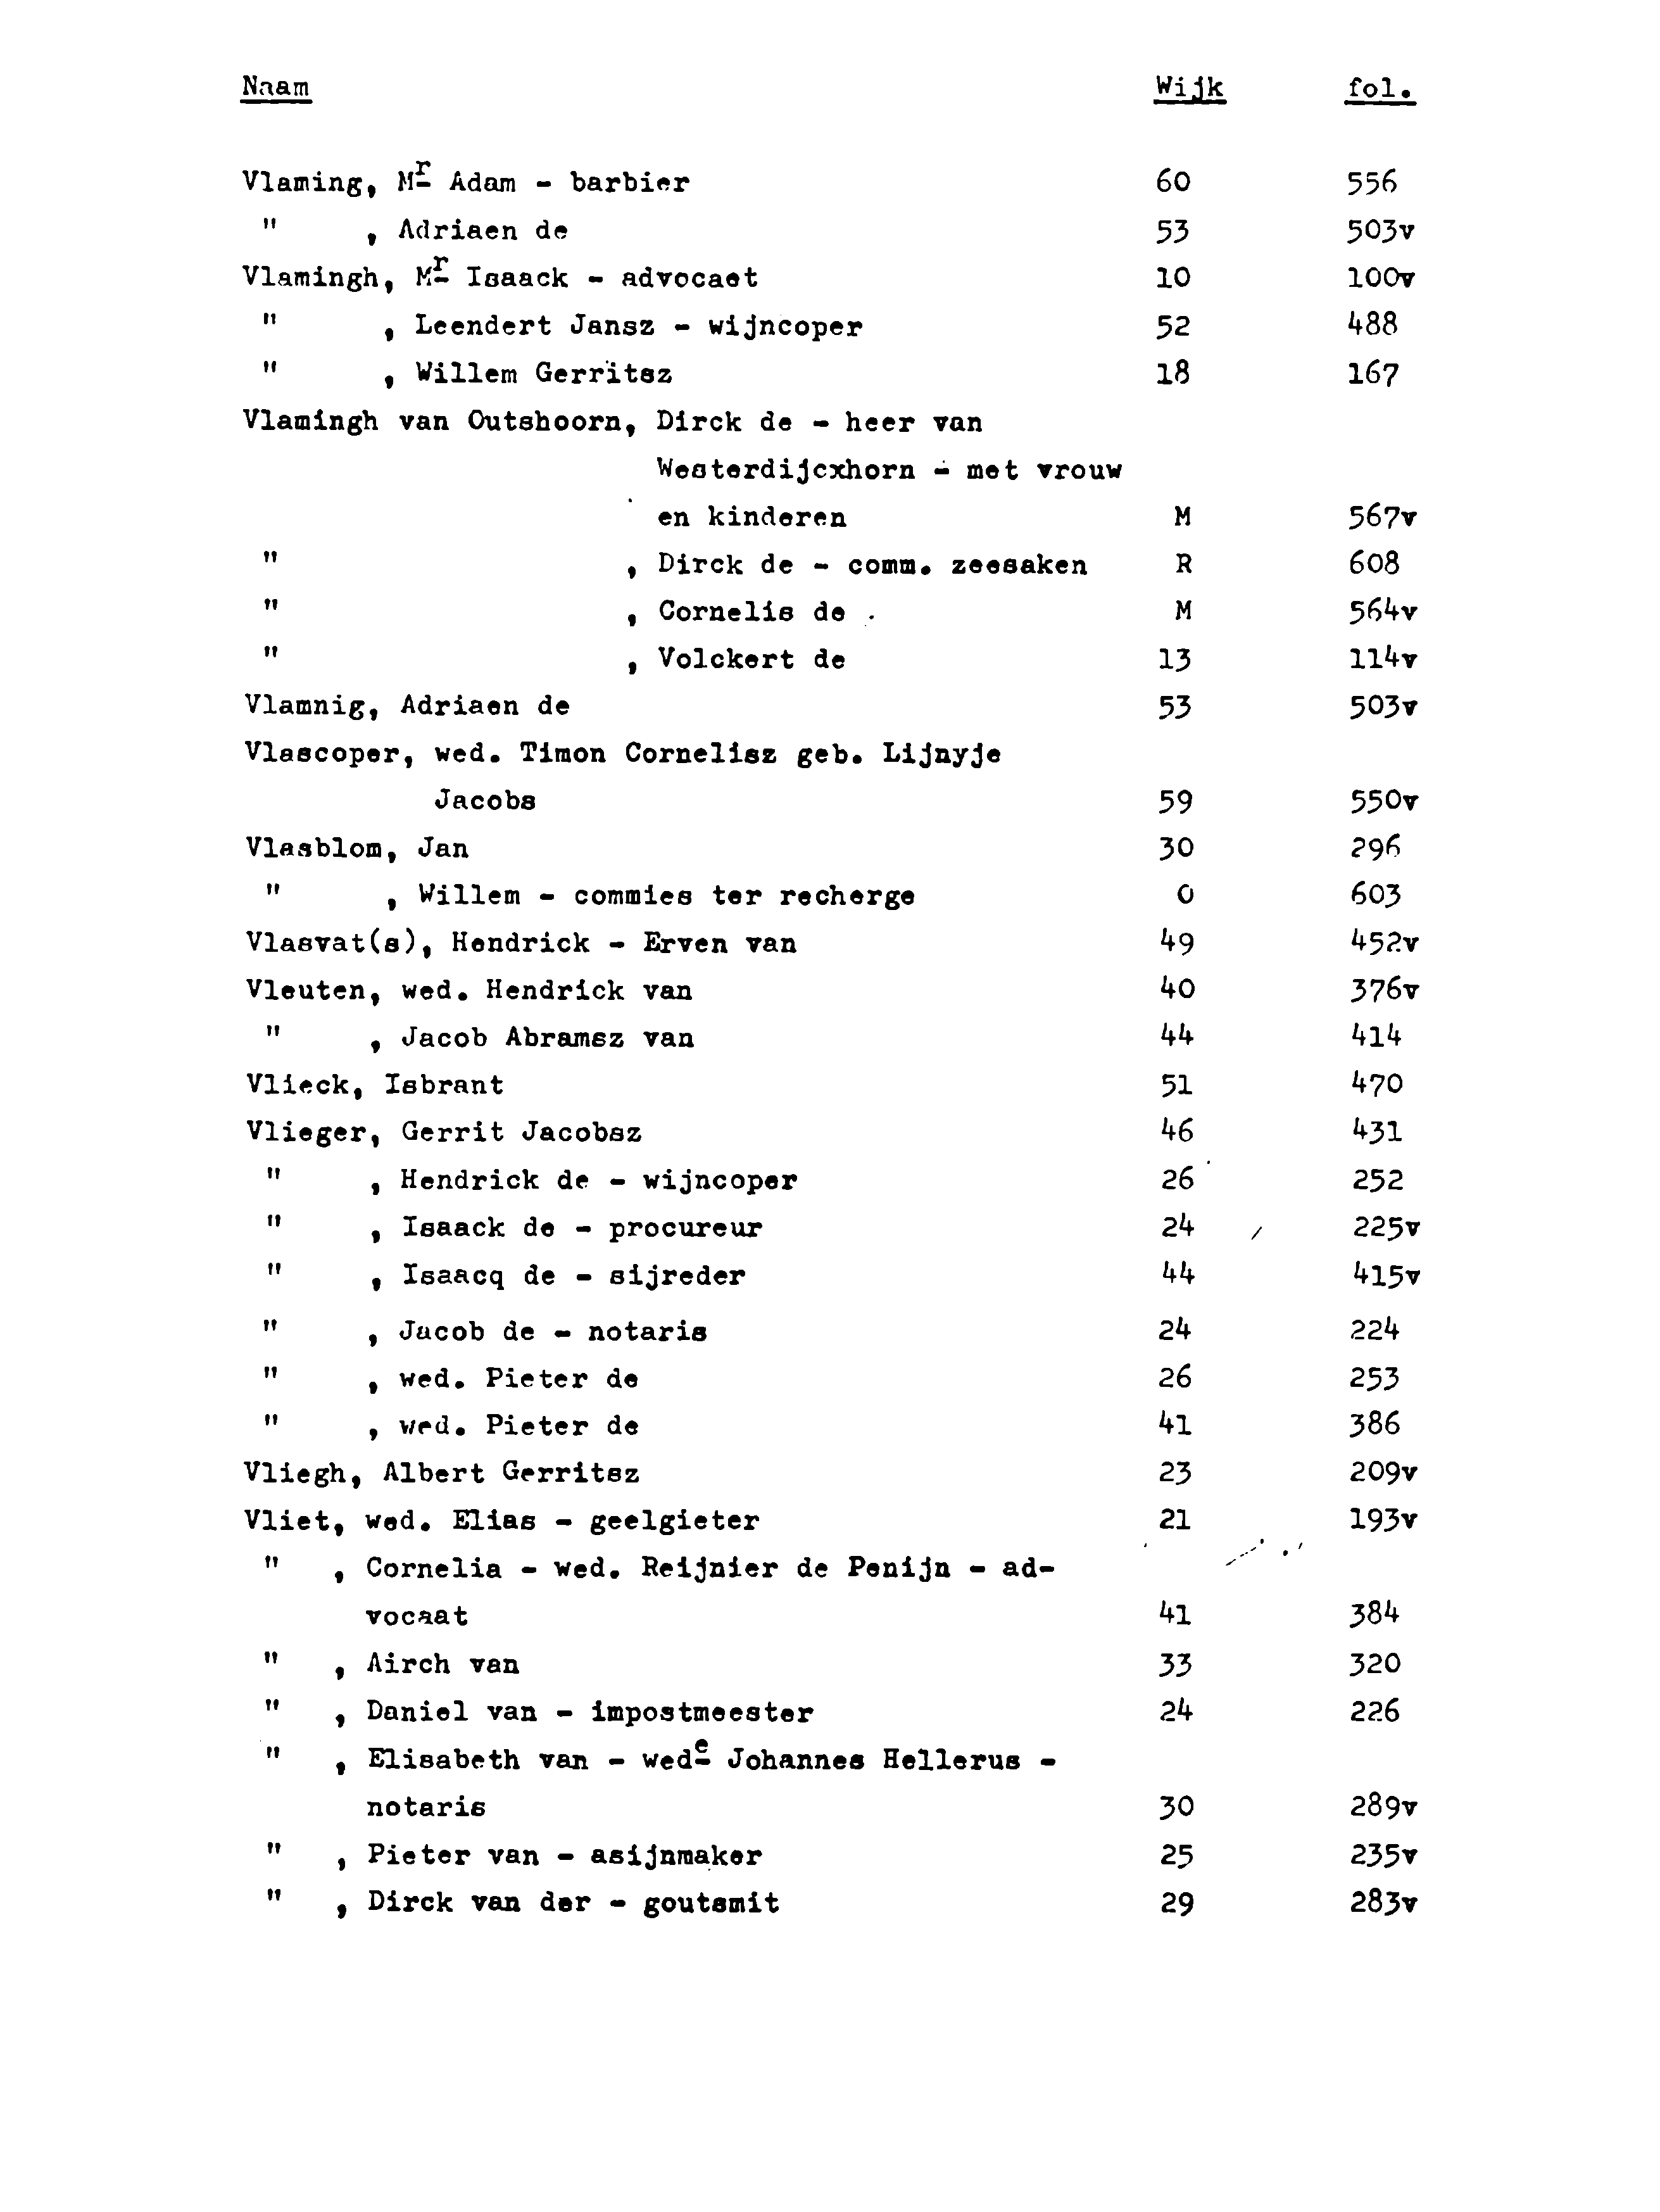 Naam Wijk fol.
Vlaming, Mr Adam - barbier 60 556
" , Adriaen de 53 503v
Vlamingh, Mr Isaack - advocaet 10 100v
" , Leendert Jansz - wijncoper 52 488
" , Willem Gerritsz 18 167
Vlamingh van Outshoorn, Dirck de - heer van
Westerdijcxhorn - met vrouw
en kinderen M 567v
" , Dirck de - comm. zeesaken R 608
" , Cornelis de M 564v
" , Volckert de 13 114v
Vlamnig, Adriaen de 53 503v
Vlascoper, wed. Timon Cornelisz geb. Lijnyje
Jacobs 59 550v
Vlasblom, Jan 30 296
" , Willem - commies ter recherge O 603
Vlasvat(s), Hendrick - Erven van 49 452v
Vleuten, wed. Hendrick van 40 376v
" , Jacob Abramsz van 44 414
Vlieck, Isbrant 51 470
Vlieger, Gerrit Jacobsz 46 431
" , Hendrick de - wijncoper 26 252
" , Isaack de - procureur 24 225v
" , Isaacq de - sijreder 44 415v
" , Jacob de - notaris 24 224
" , wed. Pieter de 26 253
" , wed. Pieter de 41 386
Vliegh, Albert Gerritsz 23 209v
Vliet, wed. Elias - geelgieter 21 193v
" , Cornelia - wed. Reijnier de Penijn - ad-
vocaat 41 384
" , Airch van 33 320
" , Daniel van - impostmeester 24 226
" , Elisabeth van - wede Johannes Hellerus -
notaris 30 289v
" , Pieter van - asijnmaker 25 235v
" , Dirck van der - goutsmit 29 283v